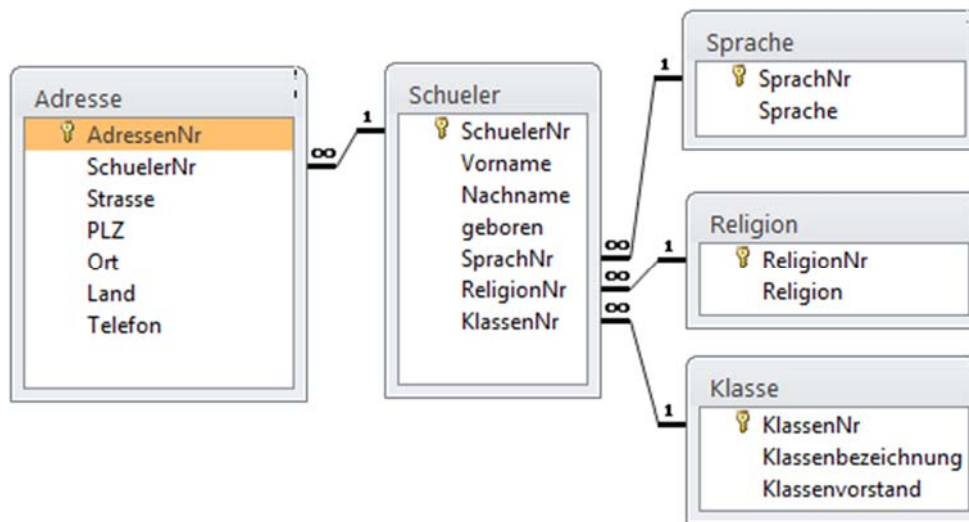 Adresse
AdressenNr
SchuelerNr
Strasse
PLZ
Ort
Land
Telefon
∞
1
Schueler
SchuelerNr
Vorname
Nachname
geboren
SprachNr
ReligionNr
KlassenNr
∞
∞
∞
1
Sprache
SprachNr
Sprache
1
Religion
ReligionNr
Religion
1
Klasse
KlassenNr
Klassenbezeichnung
Klassenvorstand